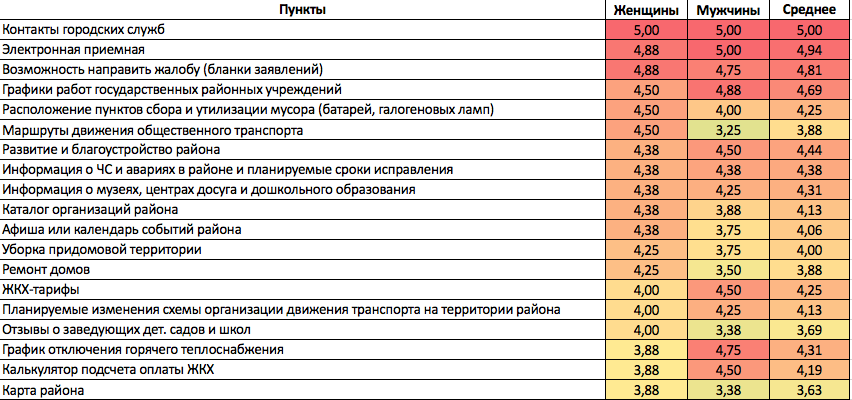 Пункты Женщины Мужчины Среднее
Контакты городских служб 5,00 5,00 5,00
Электронная приемная 4,88 5,00 4,94
Возможность направить жалобу (бланки заявлений) 4,88 4,75 4,81
Графики работ государственных районных учреждений 4,50 4,88 4,69
Расположение пунктов сбора и утилизации мусора (батарей, галогеновых ламп) 4,50 4,00 4,25
Маршруты движения общественного транспорта 4,50 3,25 3,88
Развитие и благоустройство района 4,38 4,50 4,44
Информация о ЧС и авариях в районе и планируемые сроки исправления 4,38 4,38 4,38
Информация о музеях, центрах досуга и дошкольного образования 4,38 4,25 4,31
Каталог организаций района 4,38 3,88 4,13
Афиша или календарь событий района 4,38 3,75 4,06
Уборка придомовой территории 4,25 3,75 4,00
Ремонт домов 4,25 3,50 3,88
ЖКХ-тарифы 4,00 4,50 4,25
Планируемые изменения схемы организации движения транспорта на территории района 4,00 4,25 4,13
Отзывы о заведующих дет. садов и школ 4,00 3,38 3,69
График отключения горячего теплоснабжения 3,88 4,75 4,31
Калькулятор подсчета оплаты ЖКХ 3,88 4,50 4,19
Карта района 3,88 3,38 3,63